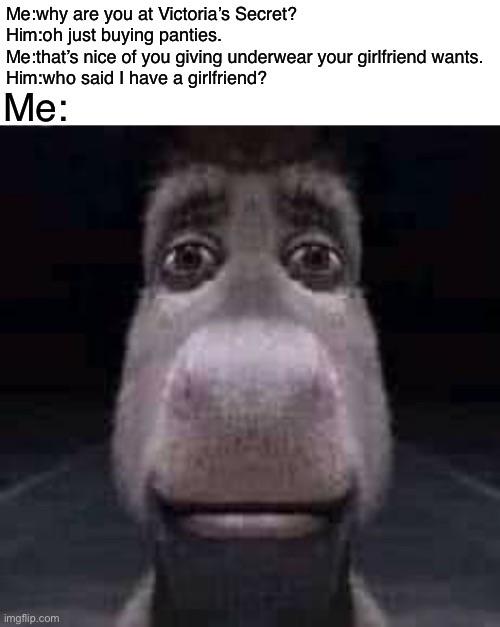 Me:why are you at Victoria's Secret?
Him:oh just buying panties.
Me:that's nice of you giving underwear your girlfriend wants.
Him:who said I have a girlfriend?
Me:
imgflip.com